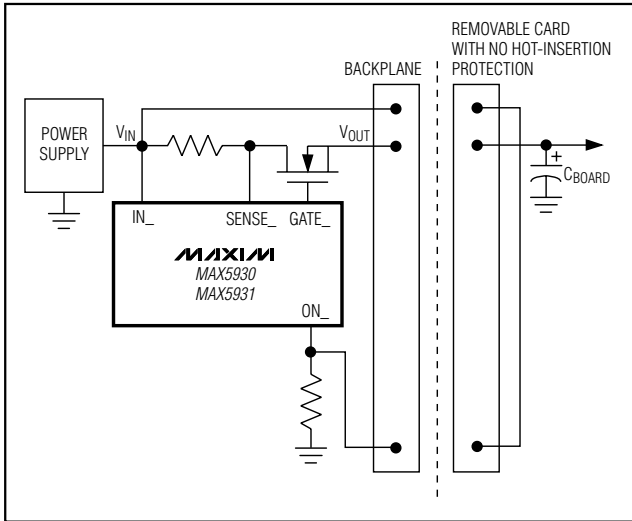 REMOVABLE CARD
WITH NO HOT-INSERTION
PROTECTION
BACKPLANE
POWER
SUPPLY
VIN
VOUT
CBOARD
+
IN_
SENSE_
GATE_
MAXIM
MAX5930
MAX5931
ON_